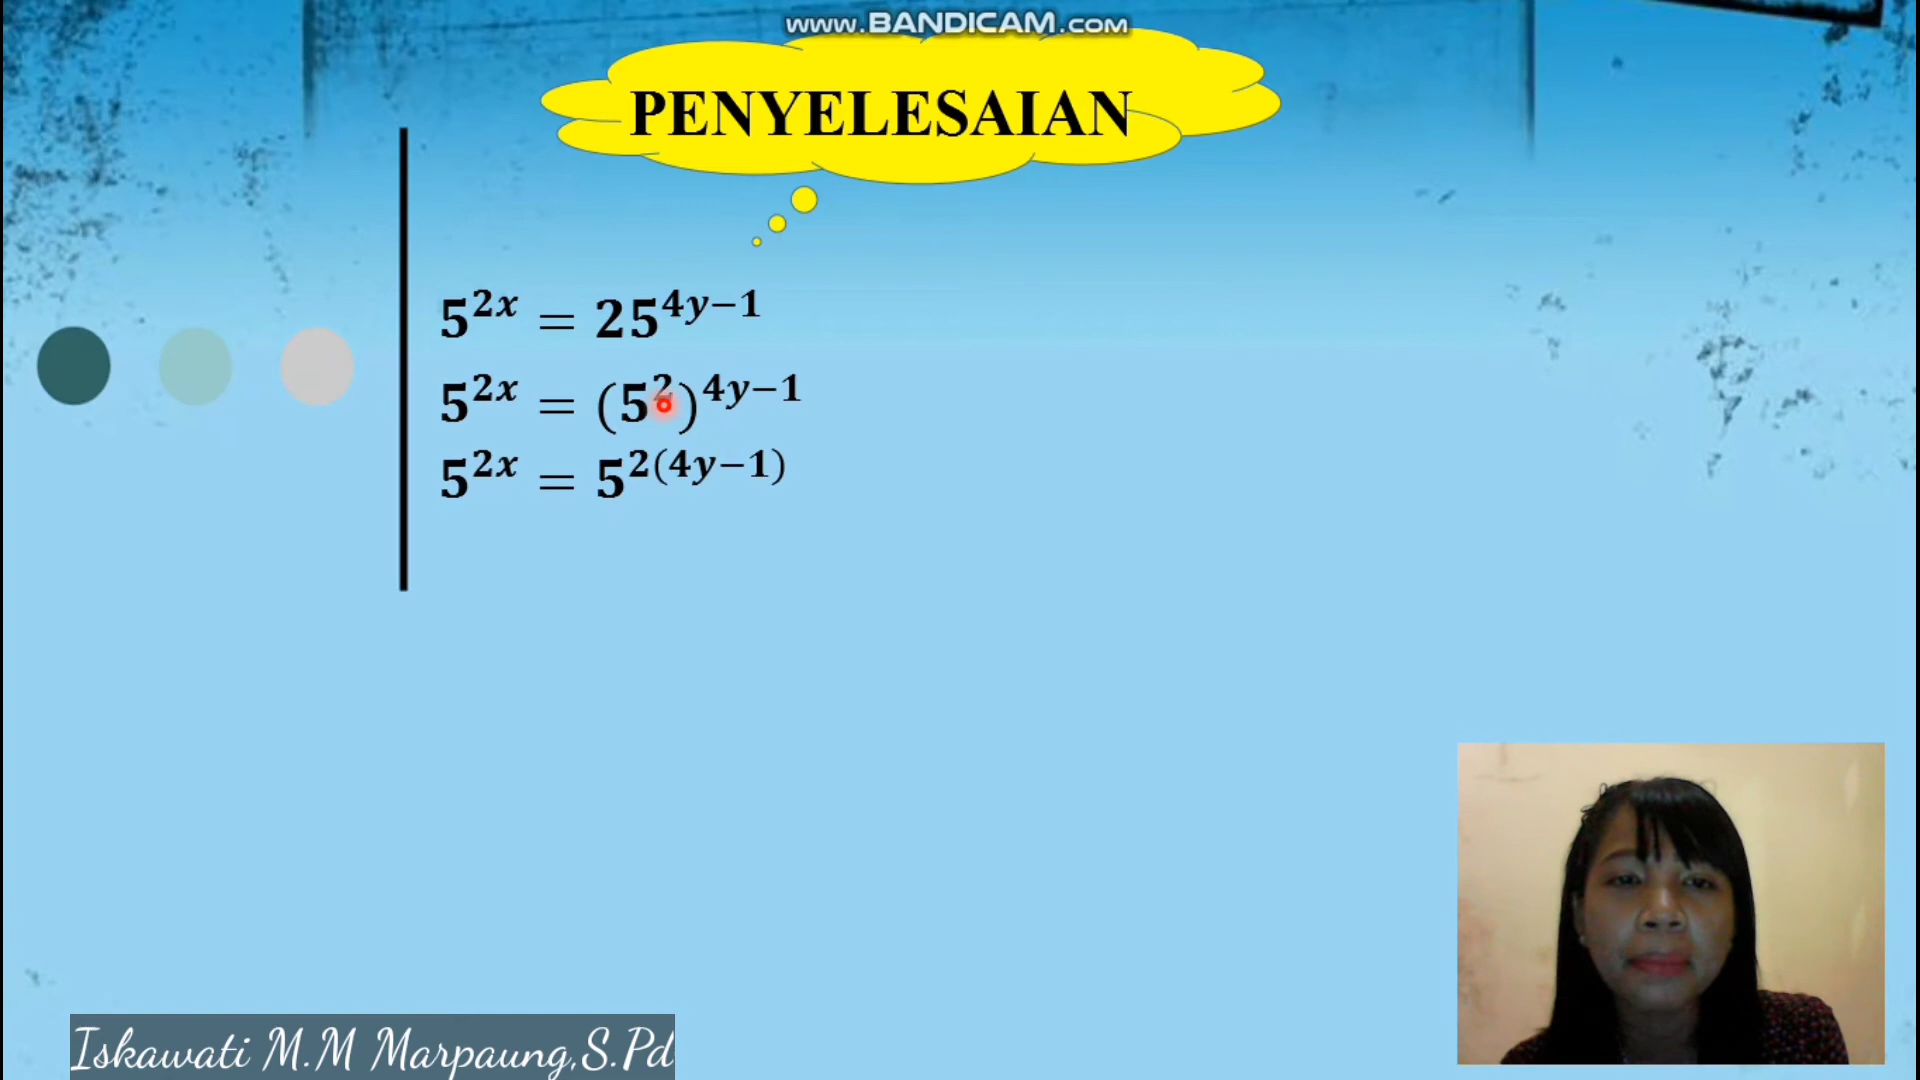 www.BANDICAM.com
PENYELESAIAN
5^{2x} = 25^{4y−1}
5^{2x} = (5^2)^{4y−1}
5^{2x} = 5^{2(4y−1)}
Iskawati M.M Marpaung,S.Pd